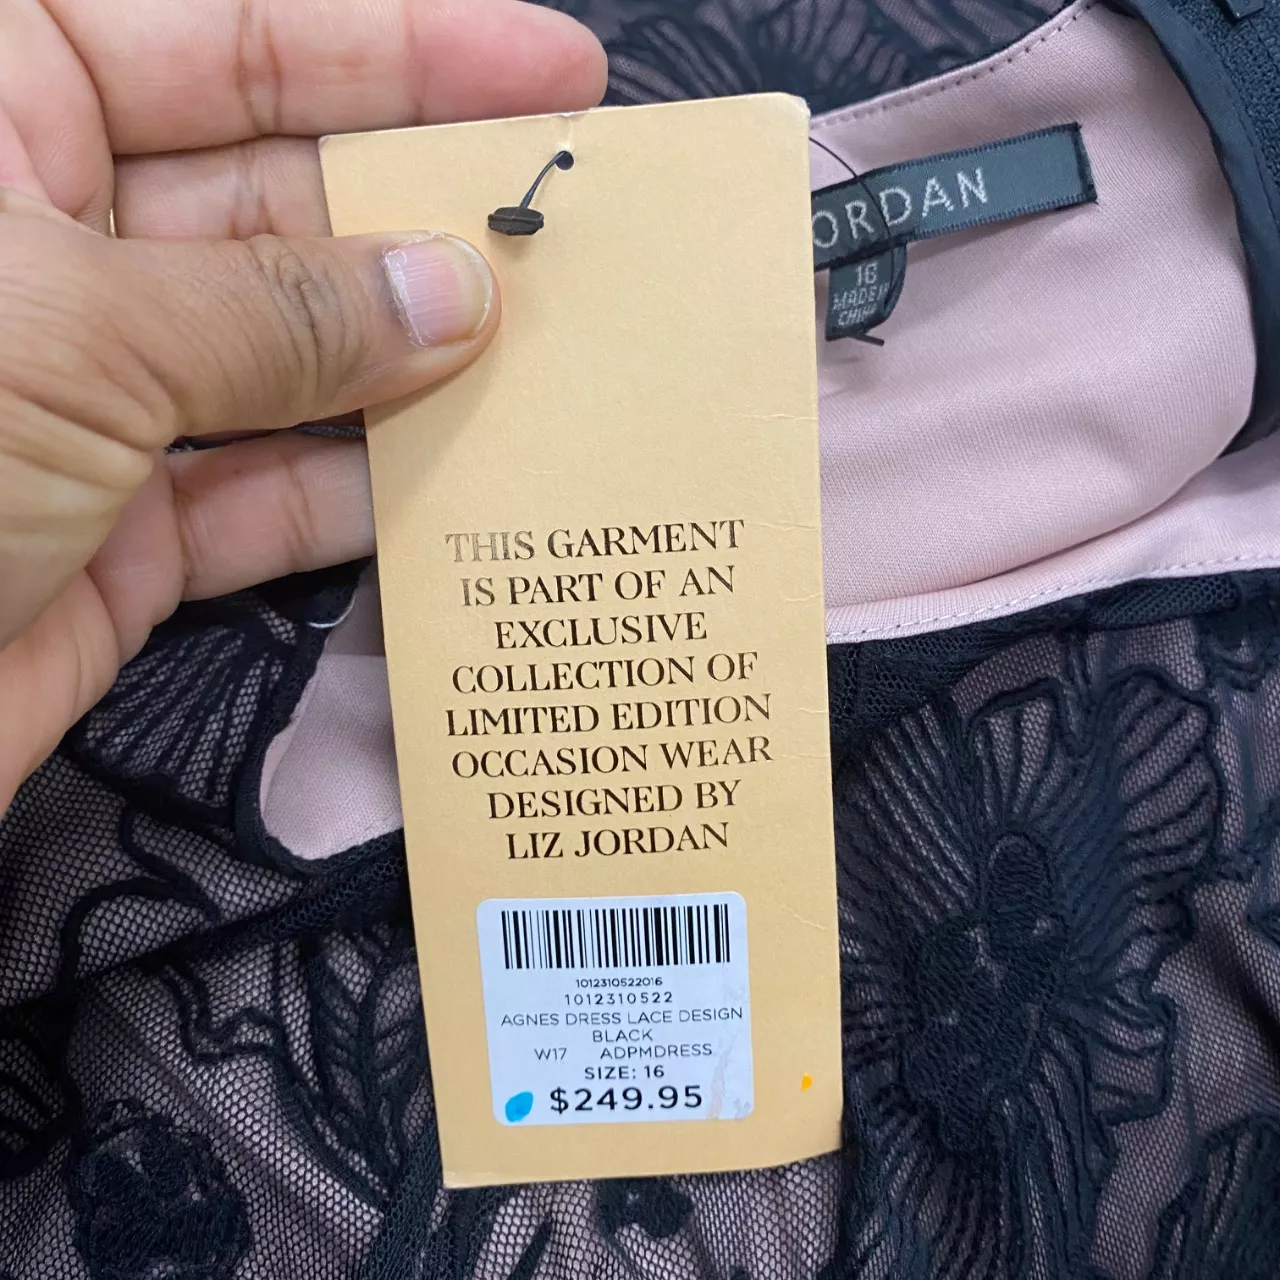 ORDAN
16
MADE IN
CHINA
THIS GARMENT
IS PART OF AN
EXCLUSIVE
COLLECTION OF
LIMITED EDITION
OCCASION WEAR
DESIGNED BY
LIZ JORDAN
1012310522016
1012310522
AGNES DRESS LACE DESIGN
BLACK
W17 ADPMDRESS
SIZE: 16
$249.95